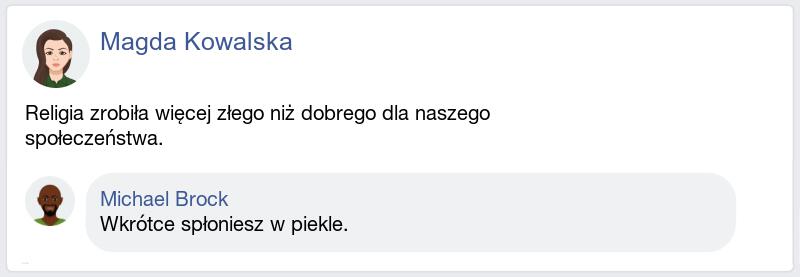 Magda Kowalska
Religia zrobiła więcej złego niż dobrego dla naszego
społeczeństwa.
Michael Brock
Wkrótce spłoniesz w piekle.